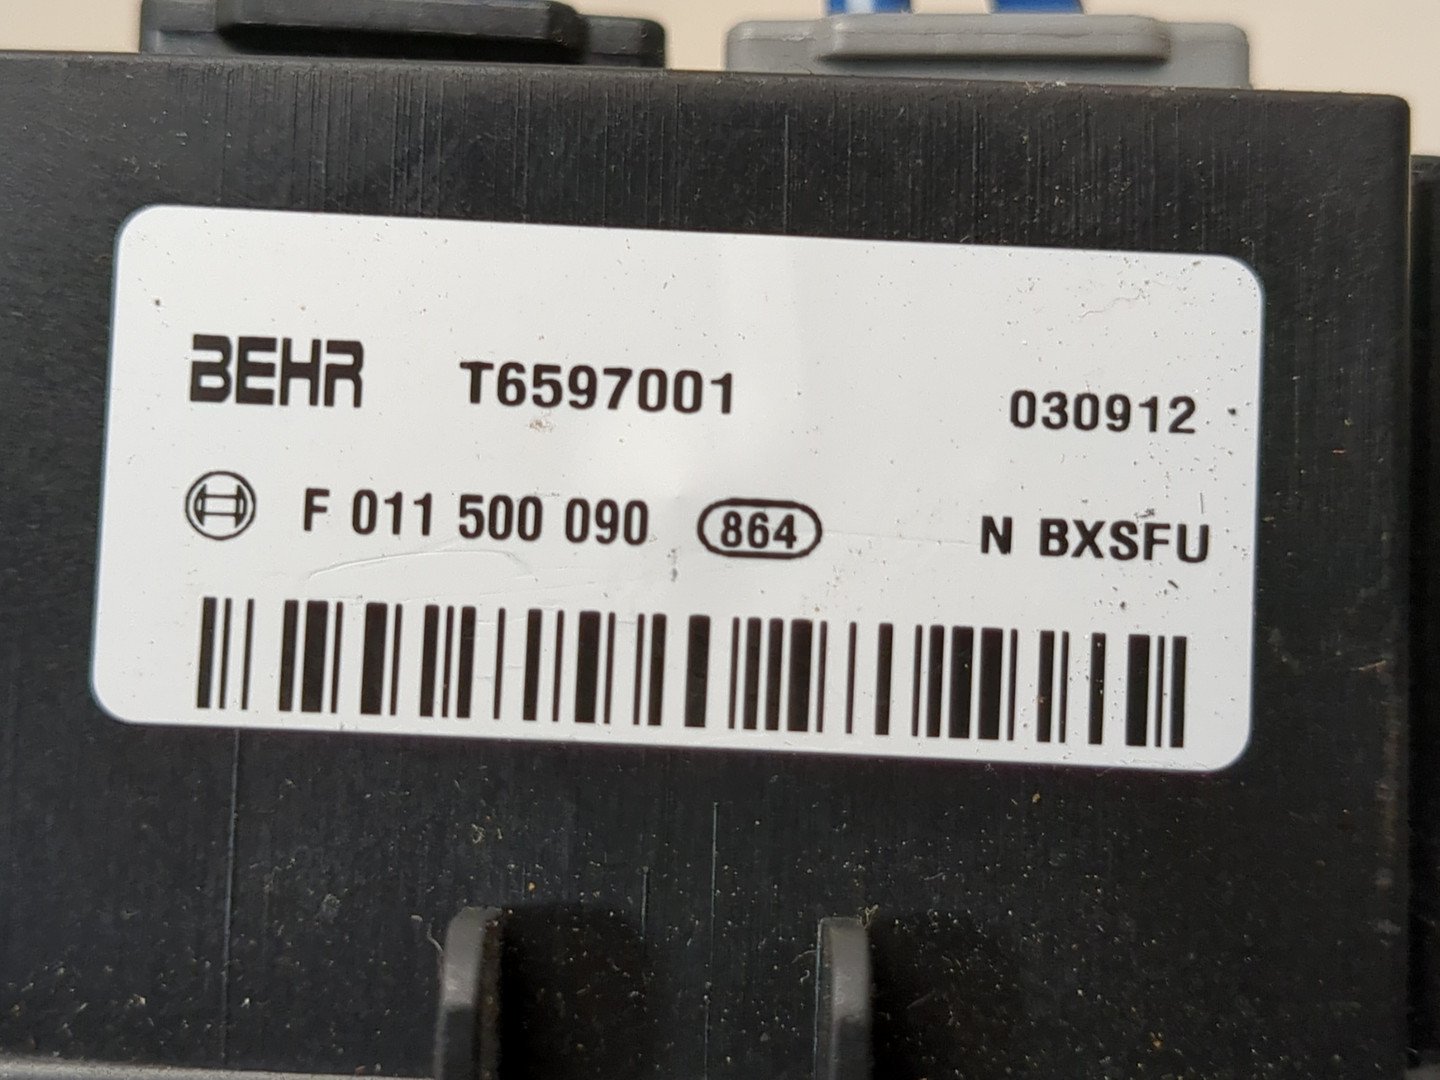 BEHR T6597001 030912
F 011 500 090 864 N BXSFU